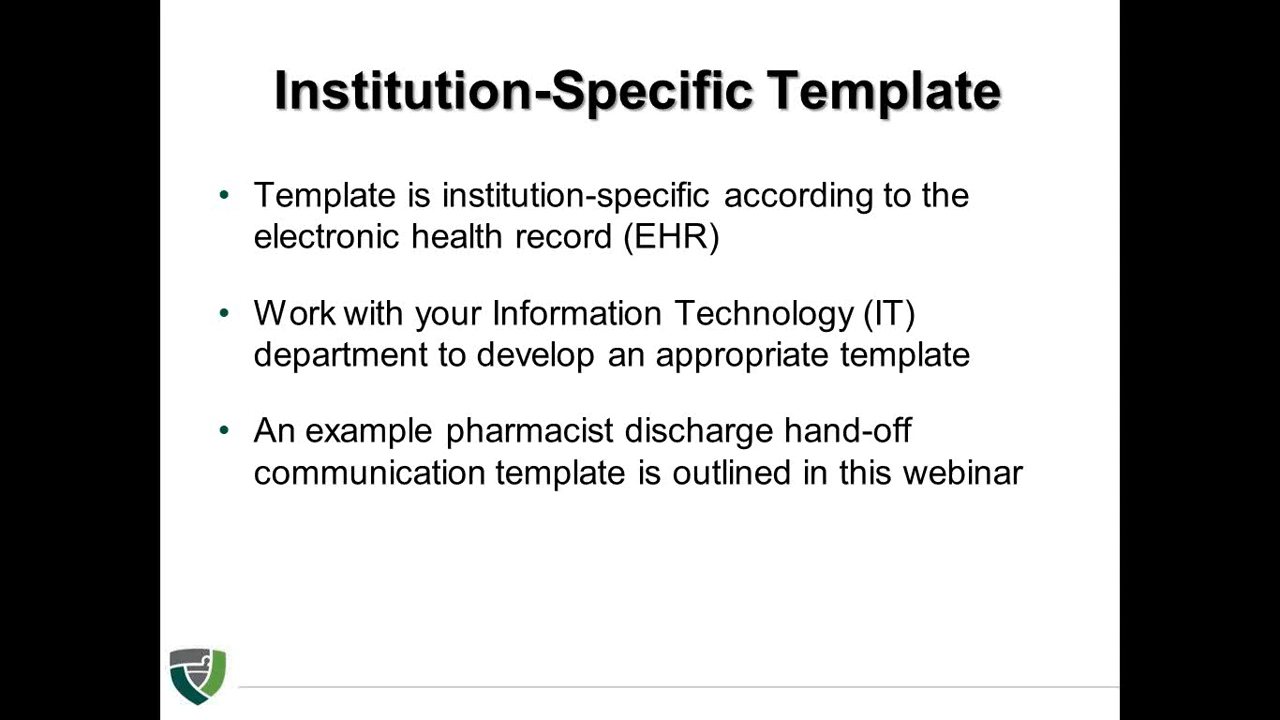 Institution-Specific Template
• Template is institution-specific according to the
electronic health record (EHR)
• Work with your Information Technology (IT)
department to develop an appropriate template
• An example pharmacist discharge hand-off
communication template is outlined in this webinar